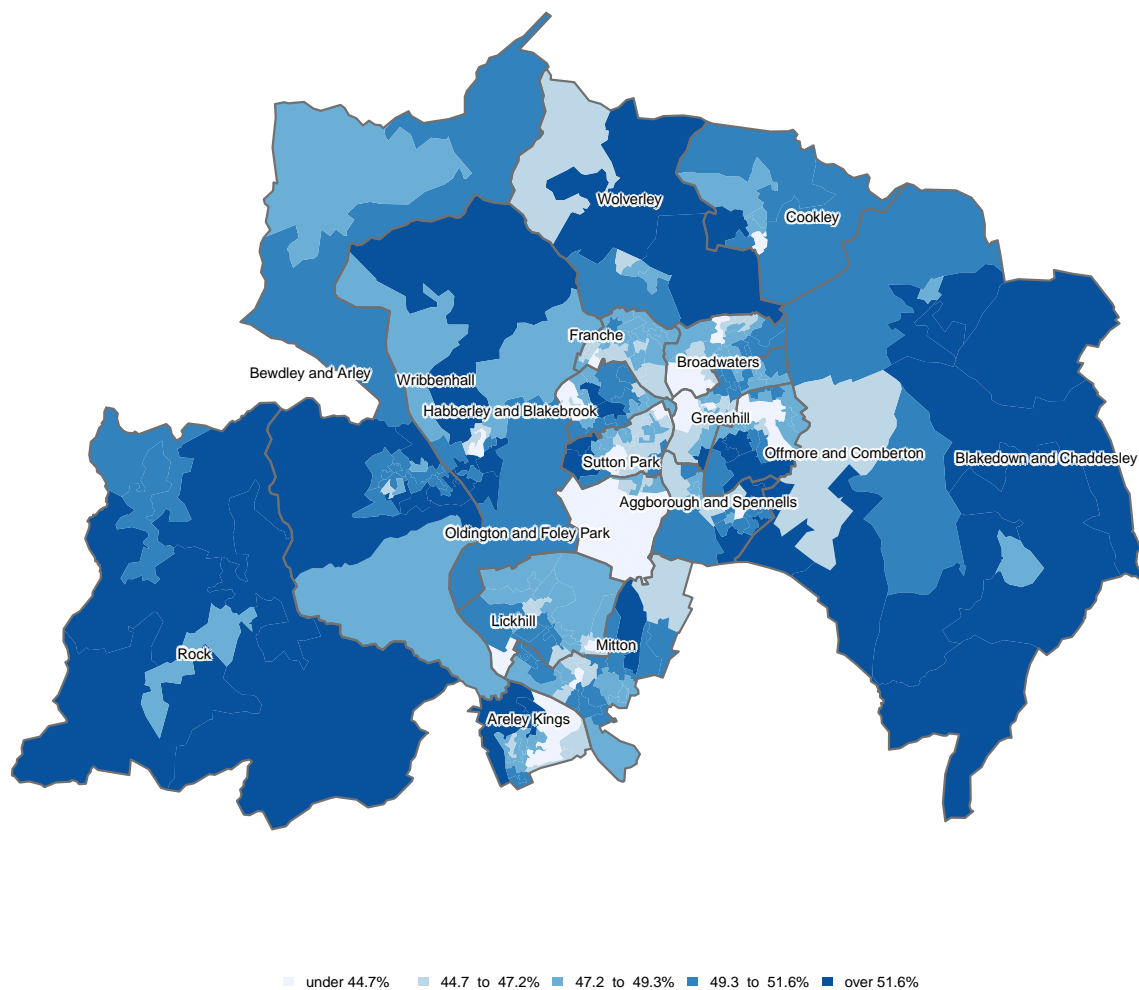 Wolverley
Cookley
Franche
Broadwaters
Bewdley and Arley
Wribbenhall
Habberley and Blakebrook
Greenhill
Offmore and Comberton
Blakedown and Chaddesley
Sutton Park
Aggborough and Spennells
Oldington and Foley Park
Lickhill
Mitton
Rock
Areley Kings
under 44.7% 44.7 to 47.2% 47.2 to 49.3% 49.3 to 51.6% over 51.6%